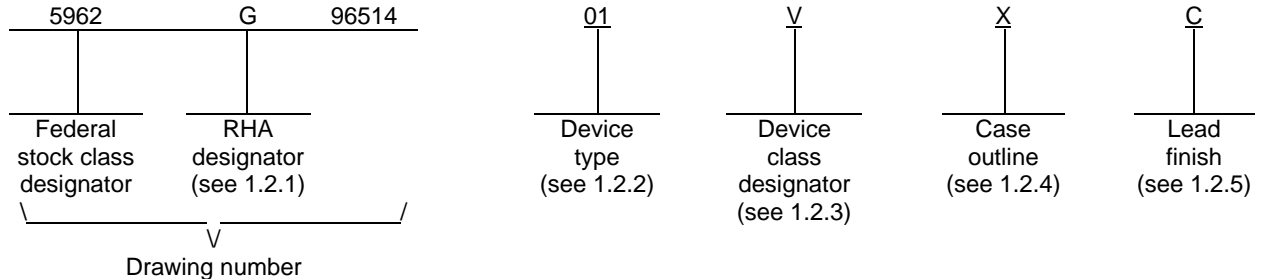 5962 G 96514 01 V X C
Federal stock class designator
RHA designator (see 1.2.1)
Device type (see 1.2.2)
Device class designator (see 1.2.3)
Case outline (see 1.2.4)
Lead finish (see 1.2.5)
\ /
\/
Drawing number